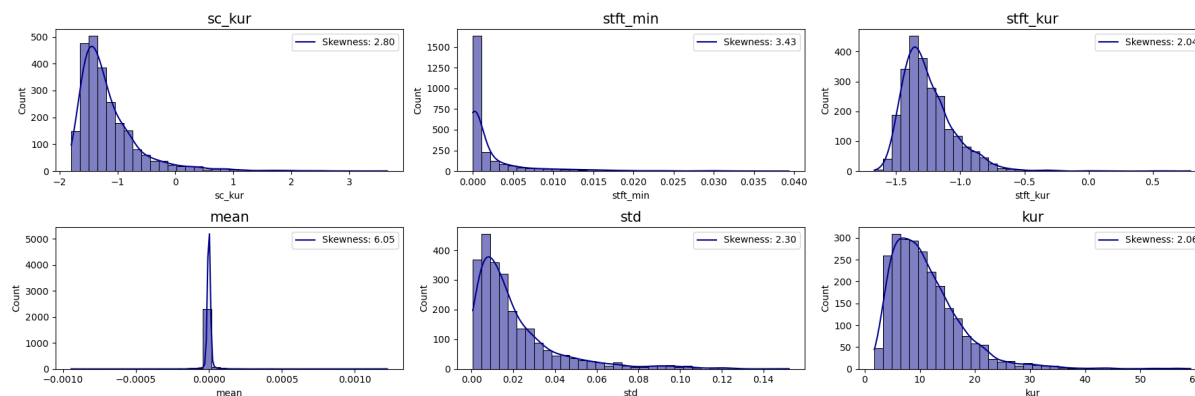 sc_kur
Skewness: 2.80
Count
500
400
300
200
100
0
−2 −1 0 1 2 3
sc_kur
stft_min
Skewness: 3.43
Count
1500
1250
1000
750
500
250
0
0.000 0.005 0.010 0.015 0.020 0.025 0.030 0.035 0.040
stft_min
stft_kur
Skewness: 2.04
Count
400
300
200
100
0
−1.5 −1.0 −0.5 0.0 0.5
stft_kur
mean
Skewness: 6.05
Count
5000
4000
3000
2000
1000
0
−0.0010 −0.0005 0.0000 0.0005 0.0010
mean
std
Skewness: 2.30
Count
400
300
200
100
0
0.00 0.02 0.04 0.06 0.08 0.10 0.12 0.14
std
kur
Skewness: 2.06
Count
300
250
200
150
100
50
0
0 10 20 30 40 50
kur